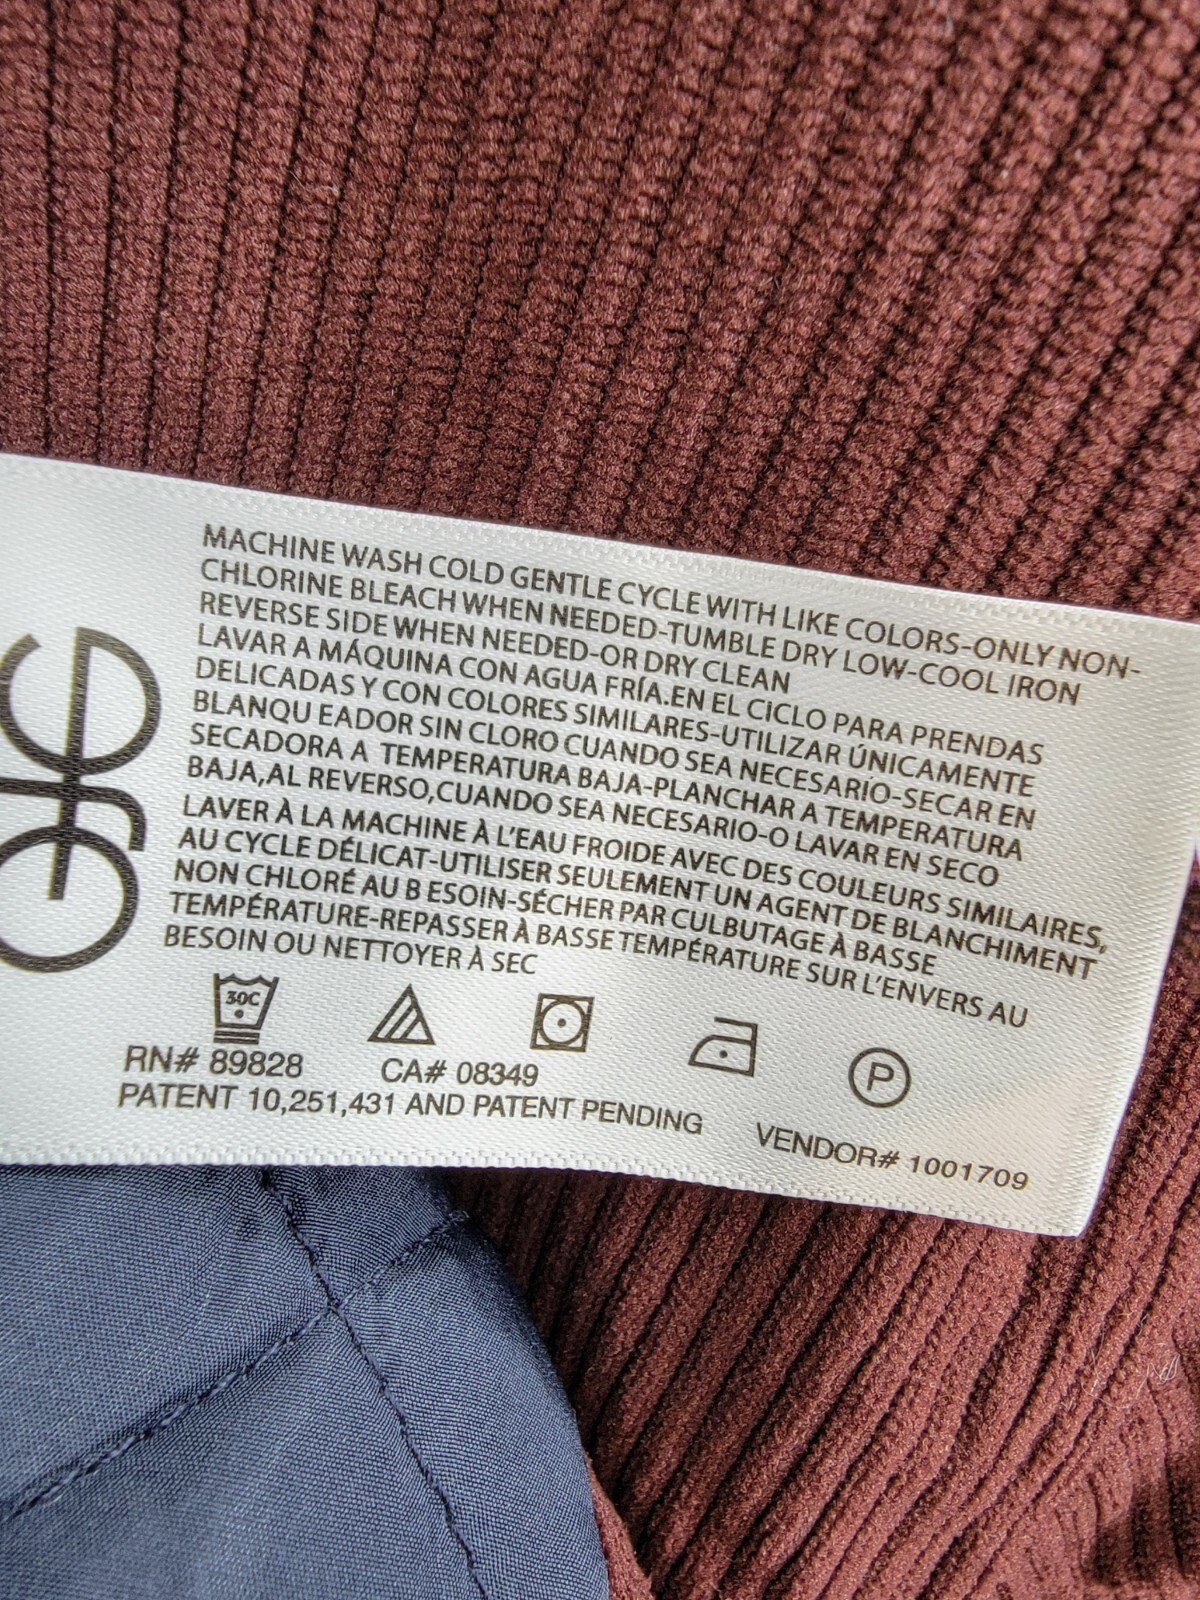 MACHINE WASH COLD GENTLE CYCLE WITH LIKE COLORS-ONLY NON-
CHLORINE BLEACH WHEN NEEDED-TUMBLE DRY LOW-COOL IRON
REVERSE SIDE WHEN NEEDED-OR DRY CLEAN
LAVAR A MÁQUINA CON AGUA FRÍA.EN EL CICLO PARA PRENDAS
DELICADAS Y CON COLORES SIMILARES-UTILIZAR ÚNICAMENTE
BLANQU EADOR SIN CLORO CUANDO SEA NECESARÍO-SECAR EN
SECADORA A TEMPERATURA BAJA-PLANCHAR A TEMPERATURA
BAJA,AL REVERSO,CUANDO SEA NECESARIO-O LAVAR EN SECO
LAVER À LA MACHINE À L'EAU FROIDE AVEC DES COULEURS SIMILAIRES,
AU CYCLE DÉLICAT-UTILISER SEULEMENT UN AGENT DE BLANCHIMENT
NON CHLORÉ AU B ESOIN-SÉCHER PAR CULBUTAGE À BASSE
TEMPÉRATURE-REPASSER À BASSE TEMPÉRATURE SUR L'ENVERS AU
BESOIN OU NETTOYER À SEC
30C
P
RN# 89828 CA# 08349
PATENT 10,251,431 AND PATENT PENDING
VENDOR# 1001709